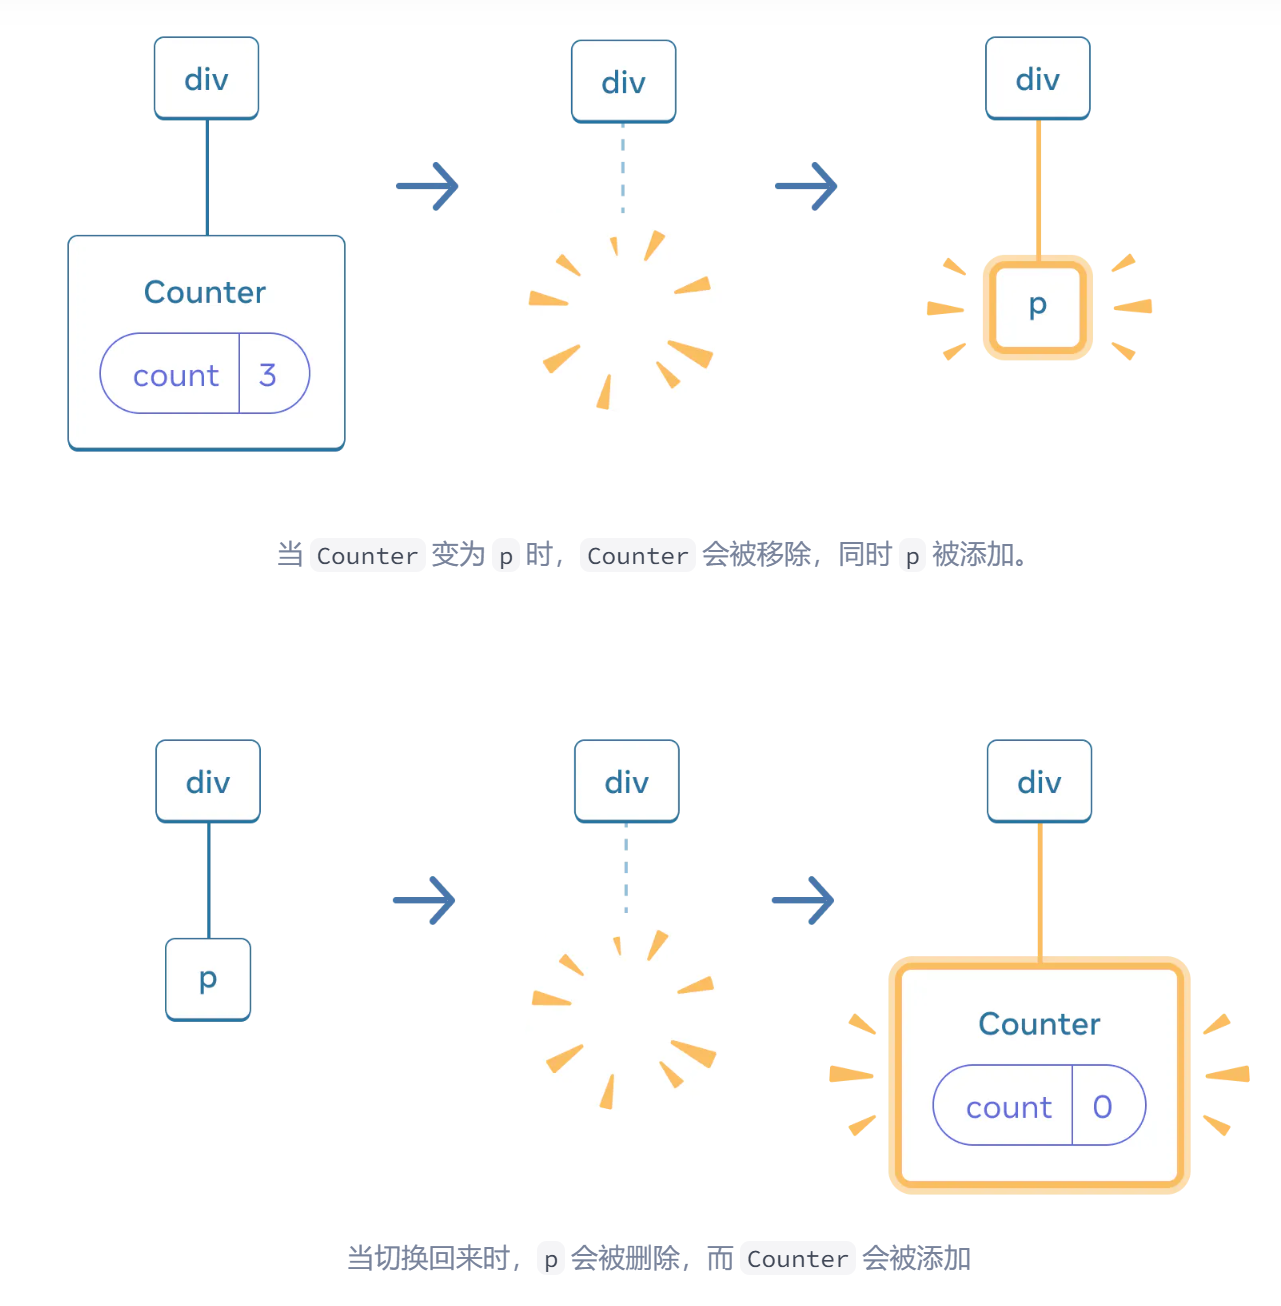 div
div
div
Counter
count 3
p
当 Counter 变为 p 时，Counter 会被移除，同时 p 被添加。
div
div
div
p
Counter
count 0
当切换回来时，p 会被删除，而 Counter 会被添加